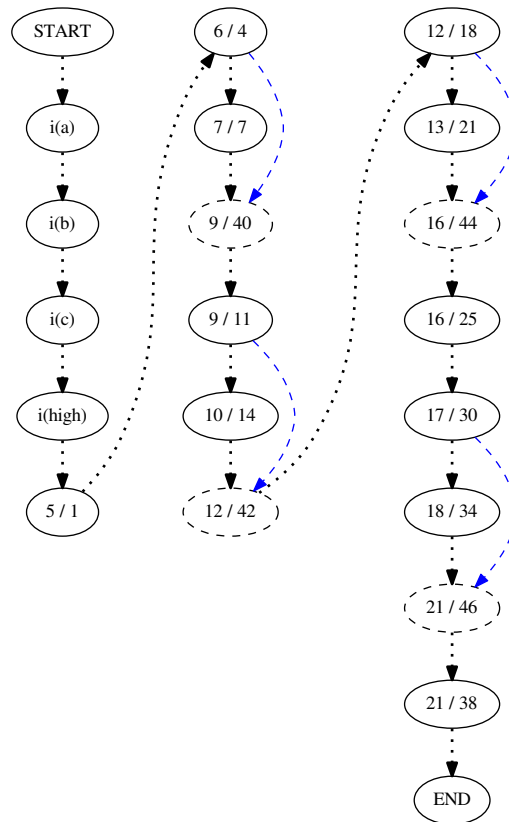 START
i(a)
i(b)
i(c)
i(high)
5 / 1
6 / 4
7 / 7
9 / 40
9 / 11
10 / 14
12 / 42
12 / 18
13 / 21
16 / 44
16 / 25
17 / 30
18 / 34
21 / 46
21 / 38
END